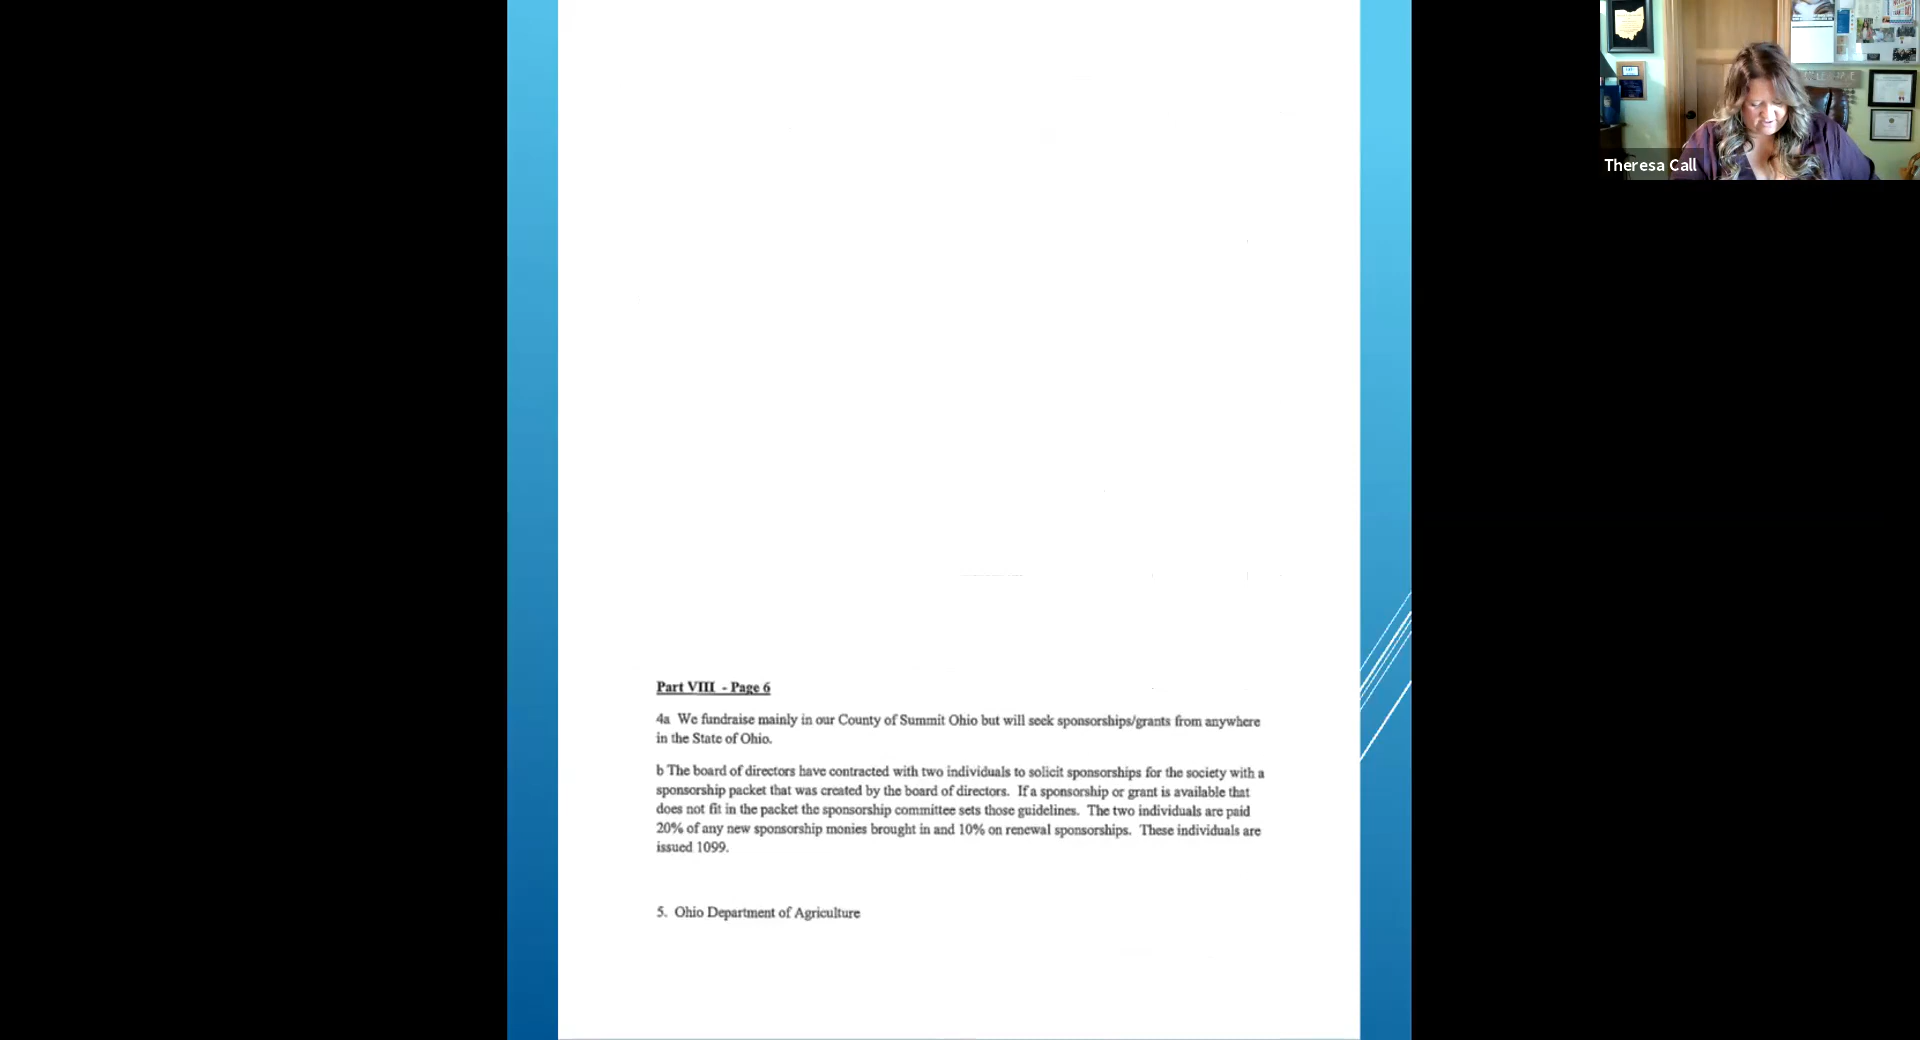 Theresa Call
Part VIII - Page 6
4a We fundraise mainly in our County of Summit Ohio but will seek sponsorships/grants from anywhere
in the State of Ohio.
b The board of directors have contracted with two individuals to solicit sponsorships for the society with a
sponsorship packet that was created by the board of directors. If a sponsorship or grant is available that
does not fit in the packet the sponsorship committee sets those guidelines. The two individuals are paid
20% of any new sponsorship monies brought in and 10% on renewal sponsorships. These individuals are
issued 1099.
5. Ohio Department of Agriculture